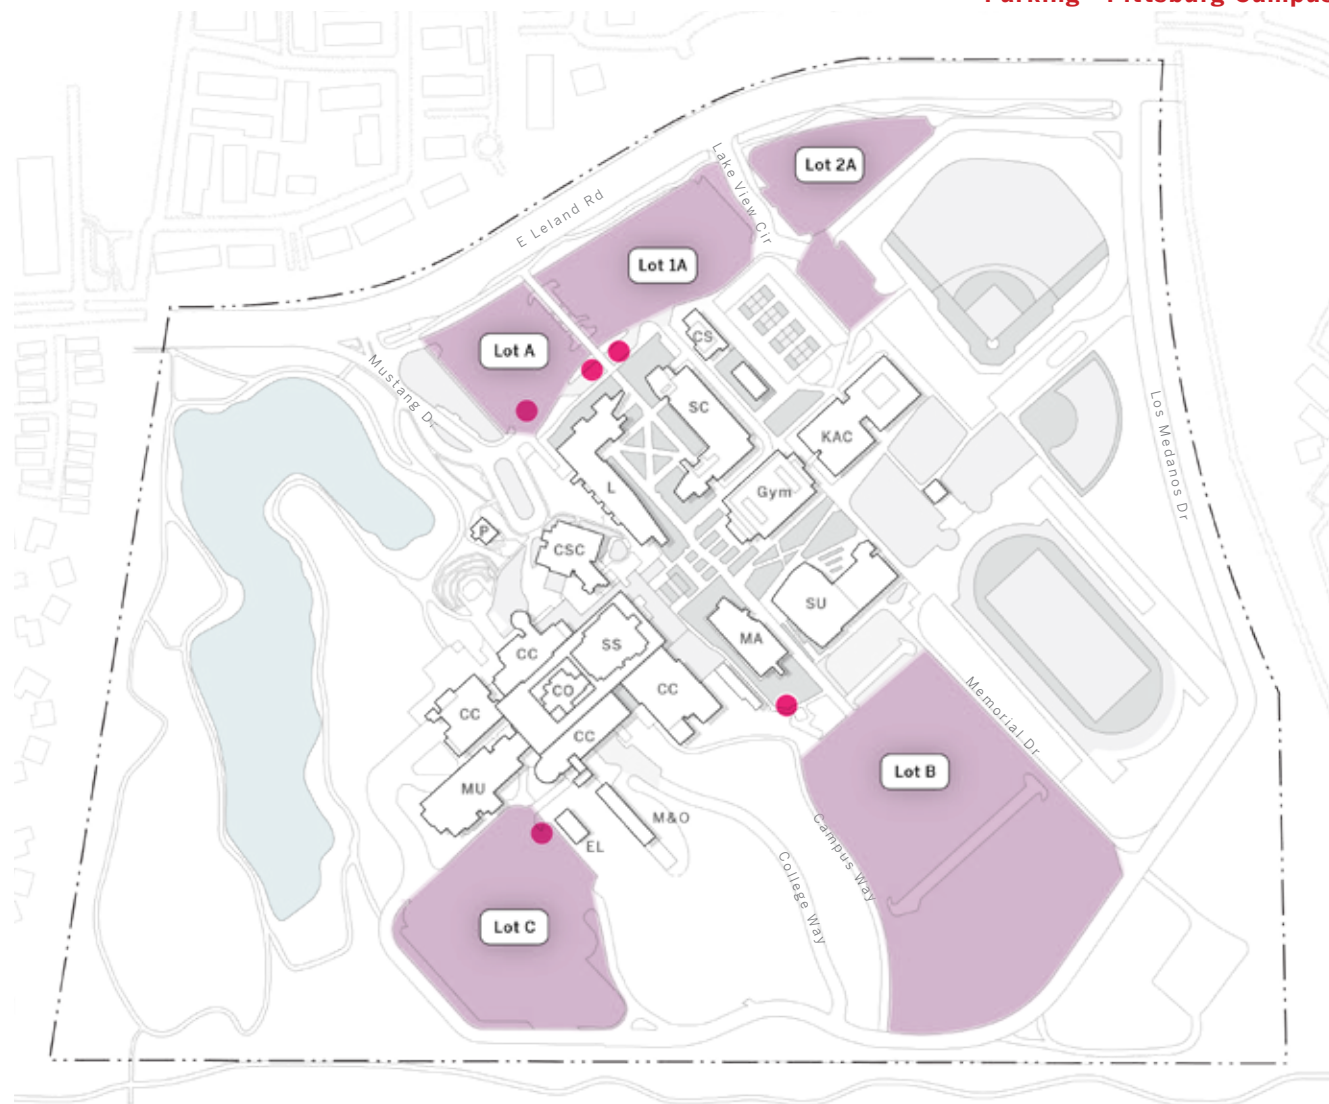 Parking - Pittsburg Campus
Lot 2A
Lake View Cir
E Leland Rd
Lot 1A
CS
Lot A
Mustang Dr
SC
KAC
Los Medanos Dr
L
Gym
P
CSC
SU
MA
SS
CC
CO
CC
CC
CC
Memorial Dr
Lot B
MU
M&O
EL
Campus Way
College Way
Lot C